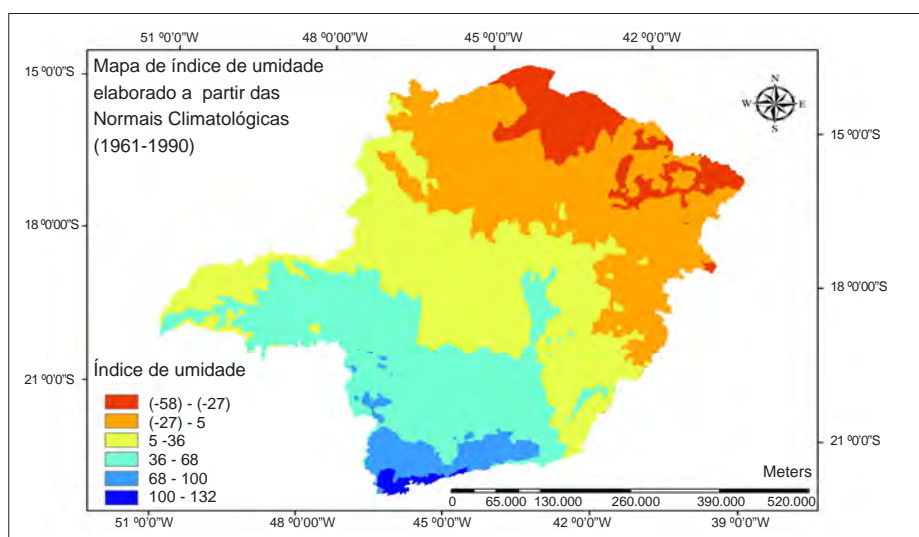 51 º0'0"W 48 º0'0"W 45 º0'0"W 42 º0'0"W
Mapa de índice de umidade
elaborado a partir das
Normais Climatológicas
(1961-1990)
15 º0'0"S
N
W E
S
15 º0'0"S
18 º0'0"S
18 º0'0"S
21 º0'0"S
21 º0'0"S
Índice de umidade
(-58) - (-27)
(-27) - 5
5 -36
36 - 68
68 - 100
100 - 132
Meters
0 65.000 130.000 260.000 390.000 520.000
51 º0'0"W 48 º0'0"W 45 º0'0"W 42 º0'0"W 39 º0'0"W